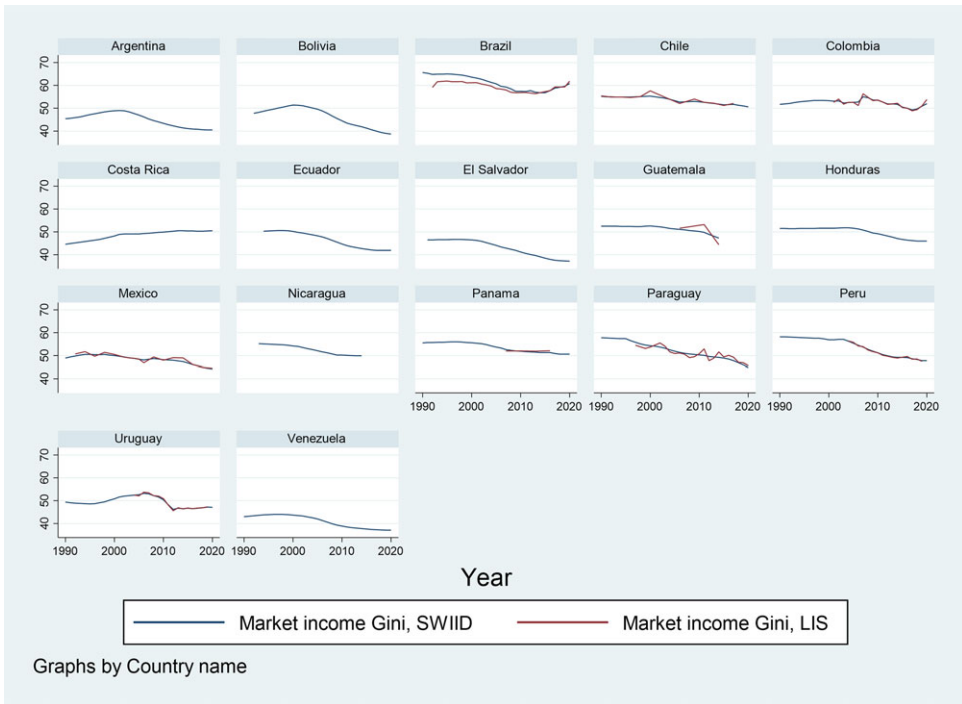 Argentina Bolivia Brazil Chile Colombia
70
60
50
40
Costa Rica Ecuador El Salvador Guatemala Honduras
70
60
50
40
Mexico Nicaragua Panama Paraguay Peru
70
60
50
40
1990 2000 2010 2020 1990 2000 2010 2020 1990 2000 2010 2020
Uruguay Venezuela
70
60
50
40
1990 2000 2010 2020 1990 2000 2010 2020
Year
Market income Gini, SWIID Market income Gini, LIS
Graphs by Country name